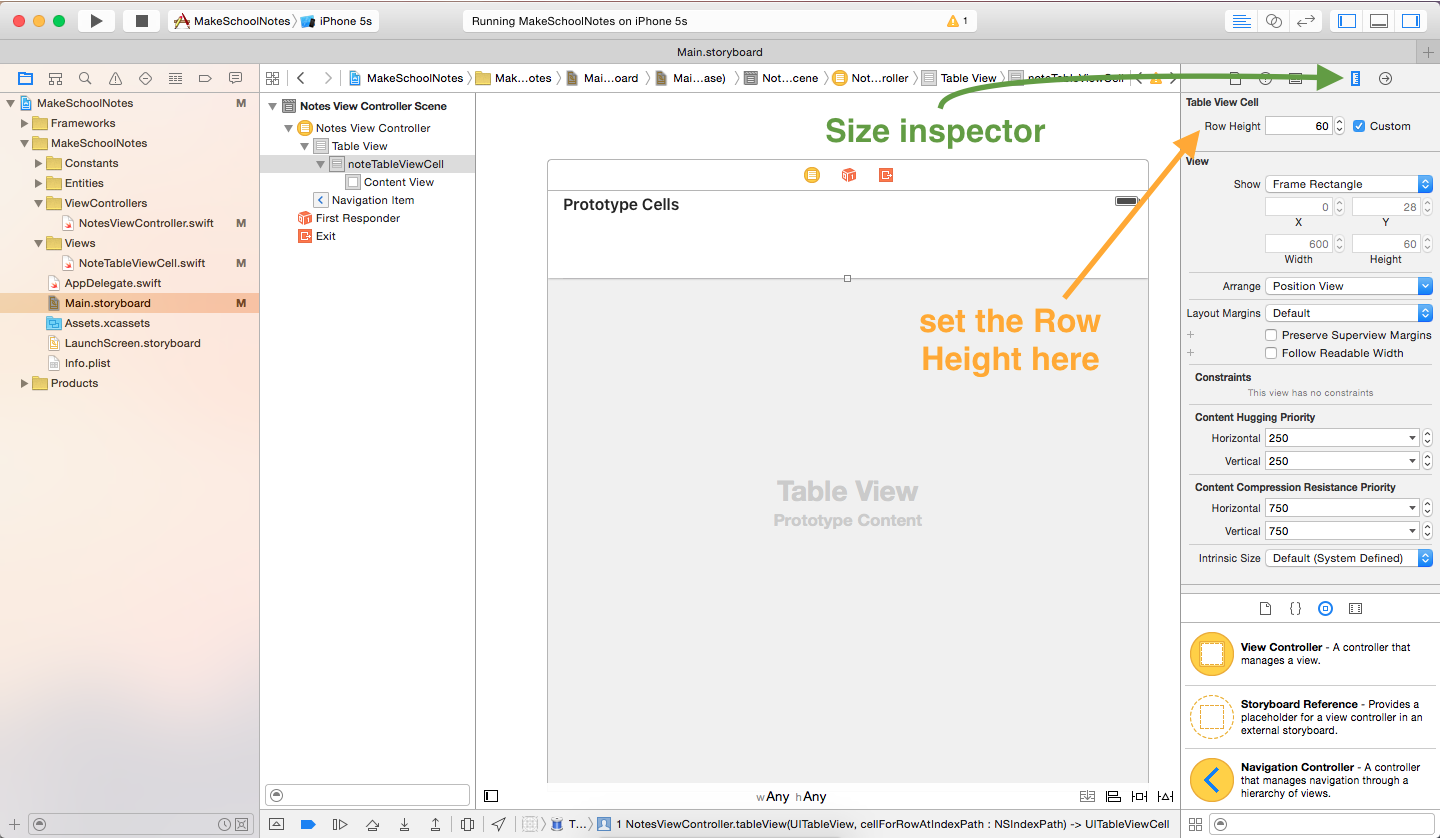 MakeSchoolNotes
iPhone 5s
Running MakeSchoolNotes on iPhone 5s
1
Main.storyboard
MakeSchoolNotes
Mak...otes
Mai...oard
Mai...ase)
Not...cene
Not...roller
Table View
noteTableViewCell
MakeSchoolNotes M
Frameworks
MakeSchoolNotes
Constants
Entities
ViewControllers
NotesViewController.swift M
Views
NoteTableViewCell.swift M
AppDelegate.swift
Main.storyboard M
Assets.xcassets
LaunchScreen.storyboard
Info.plist
Products
Notes View Controller Scene
Notes View Controller
Table View
noteTableViewCell
Content View
Navigation Item
First Responder
Exit
Size inspector
Prototype Cells
set the Row
Height here
Table View
Prototype Content
wAny hAny
1 NotesViewController.tableView(UITableView, cellForRowAtIndexPath : NSIndexPath) -> UITableViewCell
T...
Table View Cell
Row Height 60 Custom
View
Show Frame Rectangle
0 28
X Y
600 60
Width Height
Arrange Position View
Layout Margins Default
Preserve Superview Margins
Follow Readable Width
Constraints
This view has no constraints
Content Hugging Priority
Horizontal 250
Vertical 250
Content Compression Resistance Priority
Horizontal 750
Vertical 750
Intrinsic Size Default (System Defined)
View Controller - A controller that
manages a view.
Storyboard Reference - Provides a
placeholder for a view controller in an
external storyboard.
Navigation Controller - A controller
that manages navigation through a
hierarchy of views.